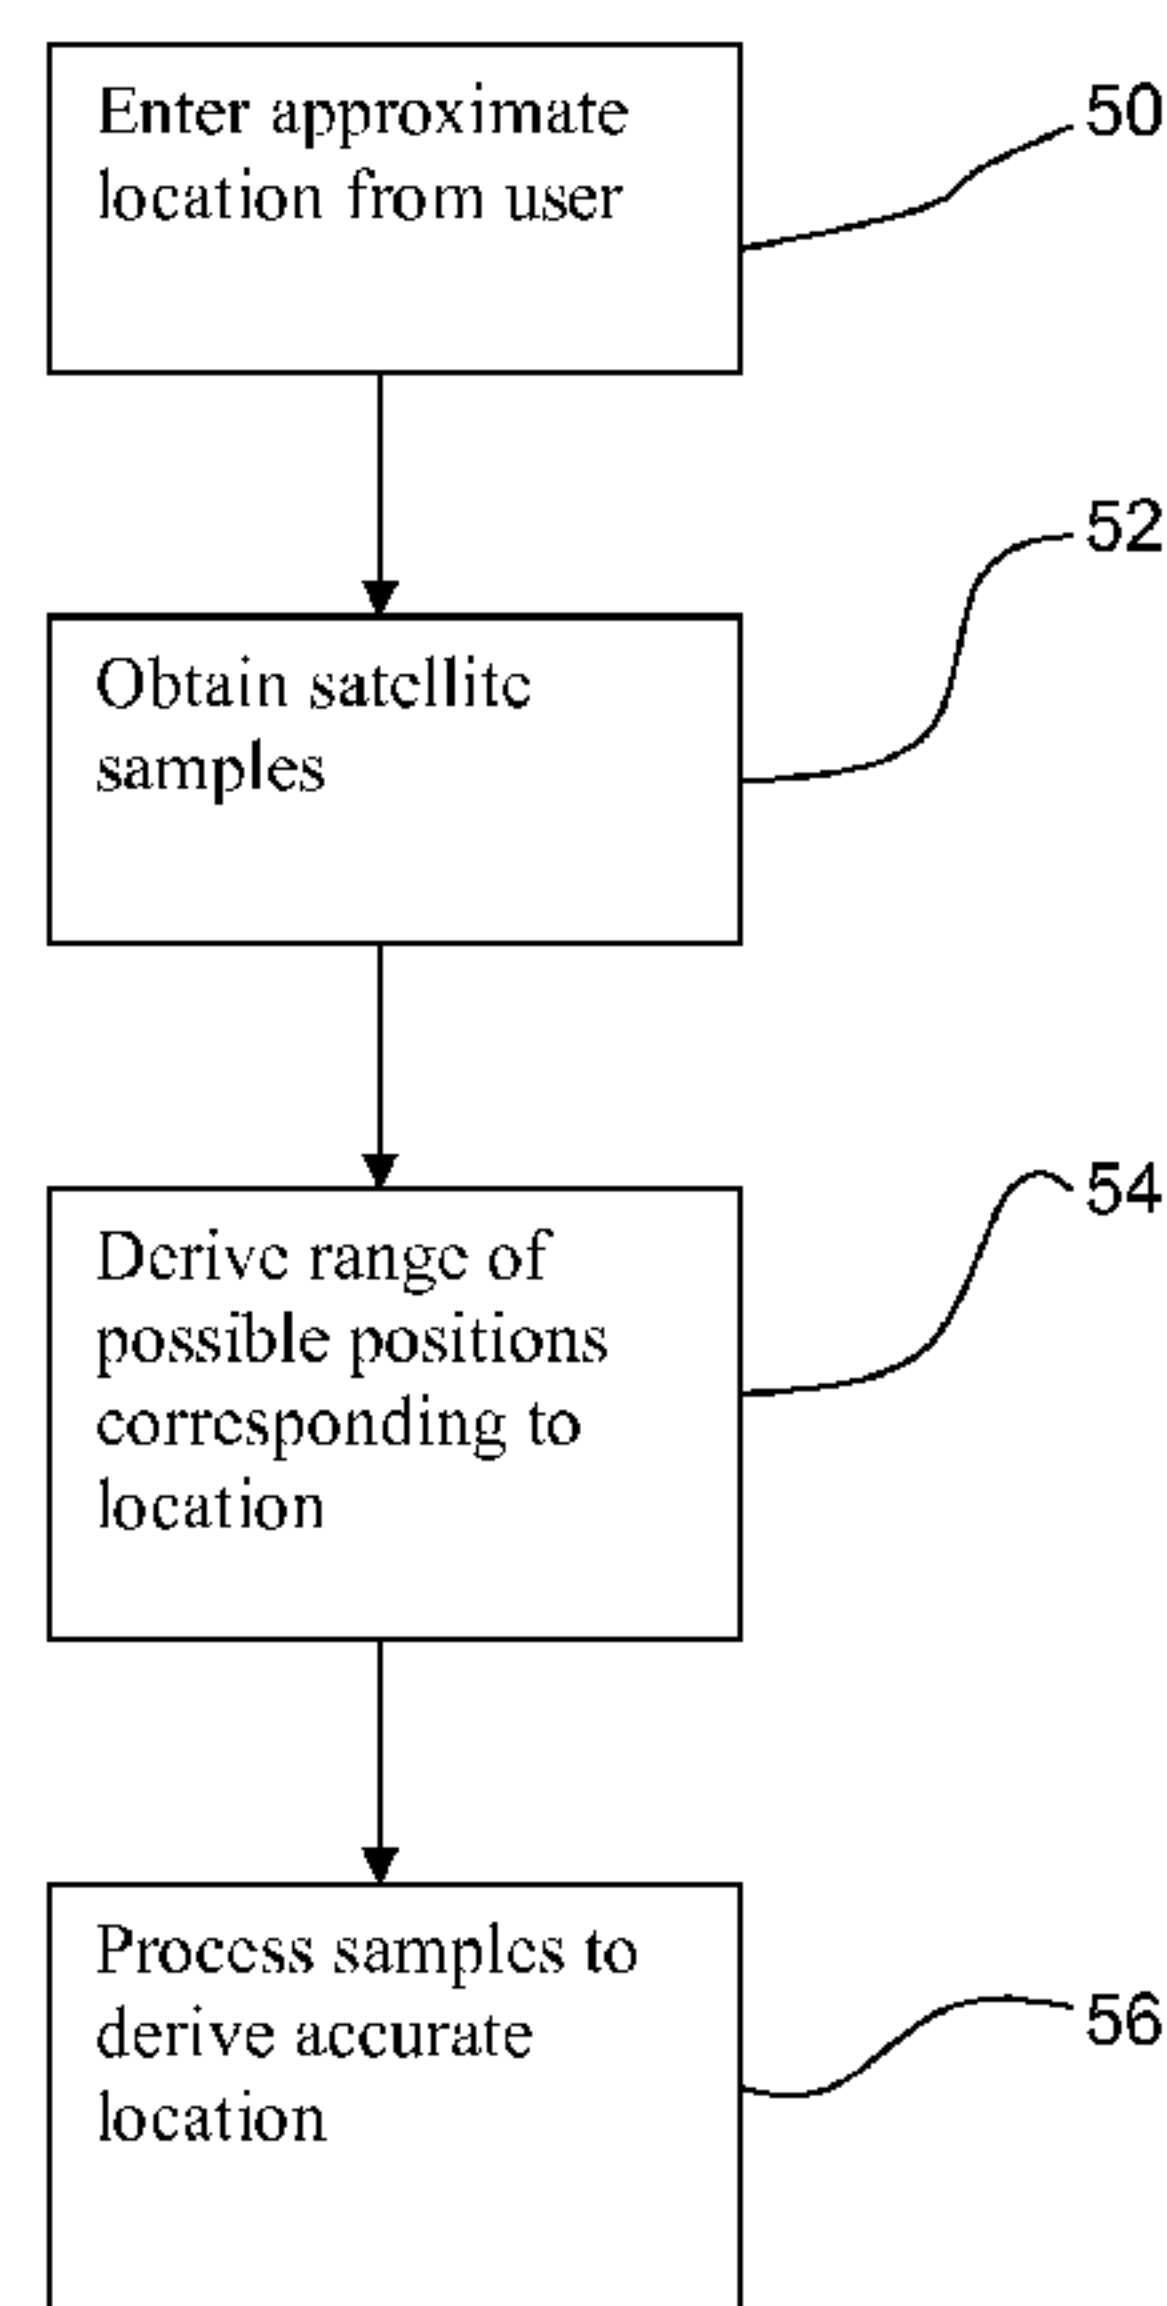 Enter approximate
location from user
50
Obtain satellite
samples
52
Derive range of
possible positions
corresponding to
location
54
Process samples to
derive accurate
location
56